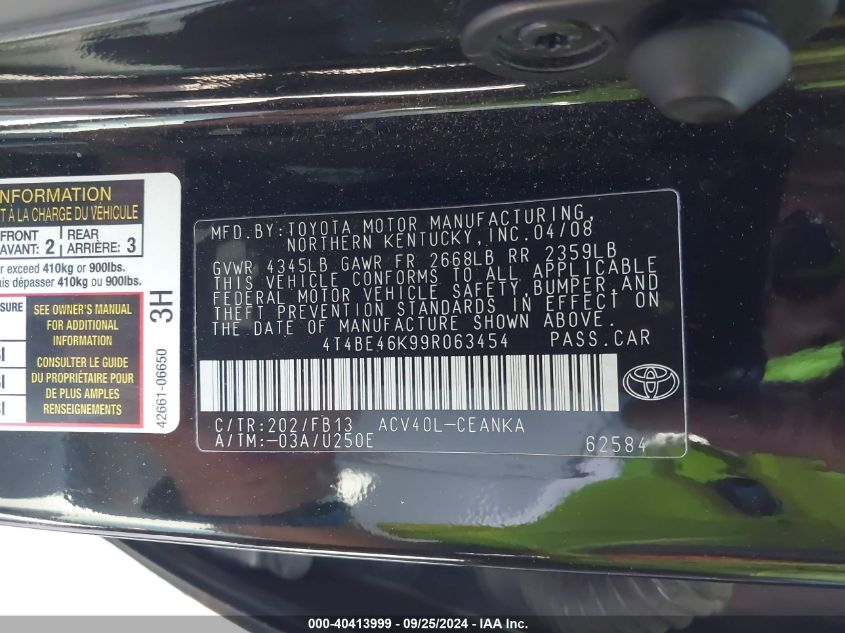 INFORMATION
T À LA CHARGE DU VÉHICULE
FRONT
AVANT: 2
REAR
ARRIÈRE: 3
r exceed 410kg or 900lbs.
ais dépasser 410kg ou 900lbs.
SURE
SEE OWNER'S MANUAL
FOR ADDITIONAL
INFORMATION
CONSULTER LE GUIDE
DU PROPRIÉTAIRE POUR
DE PLUS AMPLES
RENSEIGNEMENTS
SI
SI
SI
3H
42661-06650
MFD.BY:TOYOTA MOTOR MANUFACTURING,
NORTHERN KENTUCKY,INC.04/08
GVWR 4345LB GAWR FR 2668LB RR 2359LB
THIS VEHICLE CONFORMS TO ALL APPLICABLE
FEDERAL MOTOR VEHICLE SAFETY,BUMPER,AND
THEFT PREVENTION STANDARDS IN EFFECT ON
THE DATE OF MANUFACTURE SHOWN ABOVE.
4T4BE46K99R063454 PASS.CAR
C/TR:202/FB13 ACV40L-CEANKA
A/TM:-03A/U250E 62584
000-40413999 - 09/25/2024 - IAA Inc.